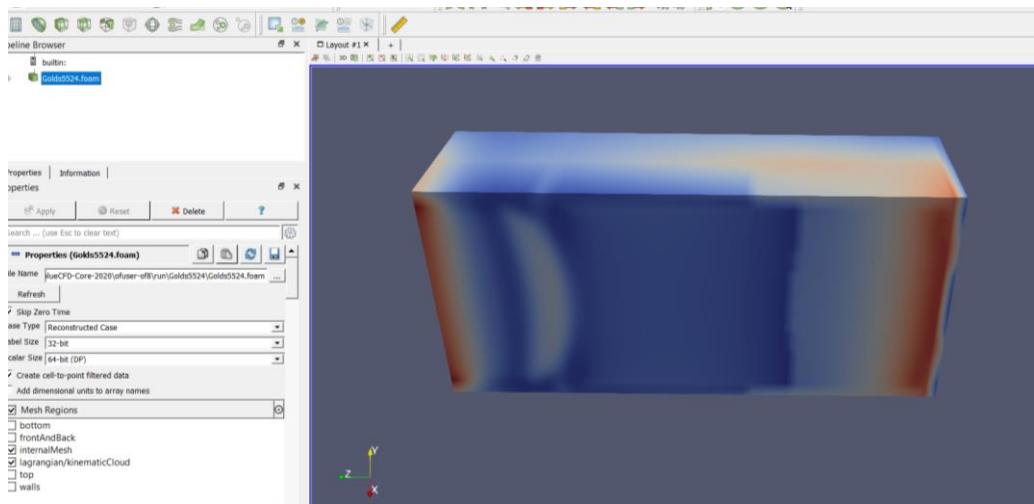 peline Browser
Layout #1 × +
builtin:
Golds5524.foam
roperties Information
operties
Apply Reset Delete ?
earch ... (use Esc to clear text)
Properties (Golds5524.foam)
ile Name lueCFD-Core-2020\ofuser-of8\run\Golds5524\Golds5524.foam ...
Refresh
Skip Zero Time
ase Type Reconstructed Case
abel Size 32-bit
calar Size 64-bit (DP)
Create cell-to-point filtered data
Add dimensional units to array names
Mesh Regions
bottom
frontAndBack
internalMesh
lagrangian/kinematicCloud
top
walls
Y
Z
X